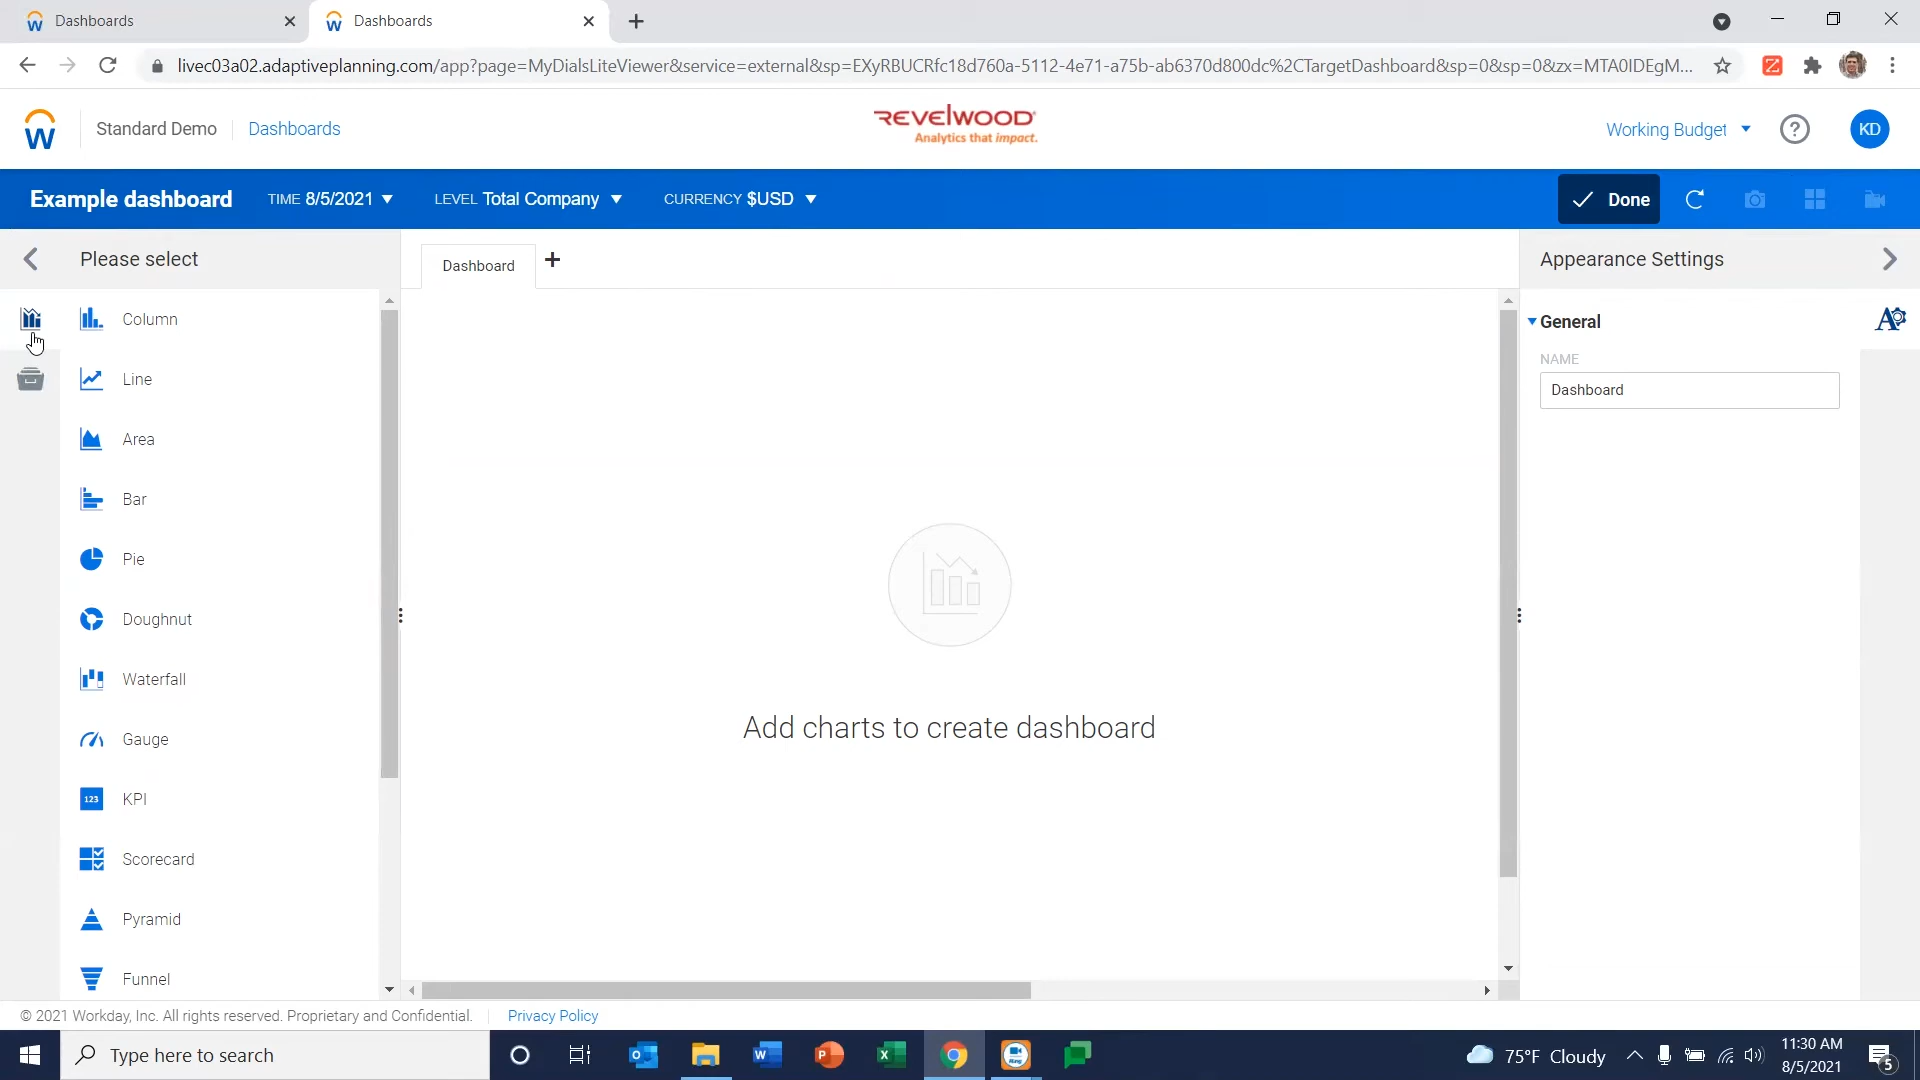 Dashboards
Dashboards
livec03a02.adaptiveplanning.com/app?page=MyDialsLiteViewer&service=external&sp=EXyRBUCRfc18d760a-5112-4e71-a75b-ab6370d800dc%2CTargetDashboard&sp=0&sp=0&zx=MTA0IDEgM...
Standard Demo
Dashboards
REVELWOOD
Analytics that impact.
Working Budget
KD
Example dashboard
TIME 8/5/2021
LEVEL Total Company
CURRENCY $USD
Done
Please select
Dashboard
Appearance Settings
Column
General
NAME
Dashboard
Line
Area
Bar
Pie
Doughnut
Waterfall
Gauge
123
KPI
Scorecard
Pyramid
Funnel
Add charts to create dashboard
© 2021 Workday, Inc. All rights reserved. Proprietary and Confidential.
Privacy Policy
Type here to search
75°F Cloudy
11:30 AM
8/5/2021
5